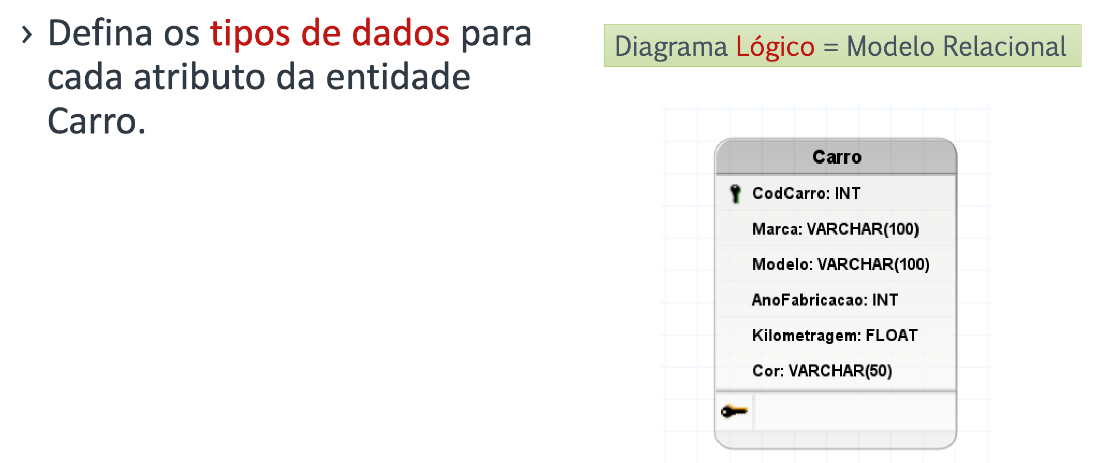 › Defina os tipos de dados para
cada atributo da entidade
Carro.
Diagrama Lógico = Modelo Relacional
Carro
CodCarro: INT
Marca: VARCHAR(100)
Modelo: VARCHAR(100)
AnoFabricacao: INT
Kilometragem: FLOAT
Cor: VARCHAR(50)